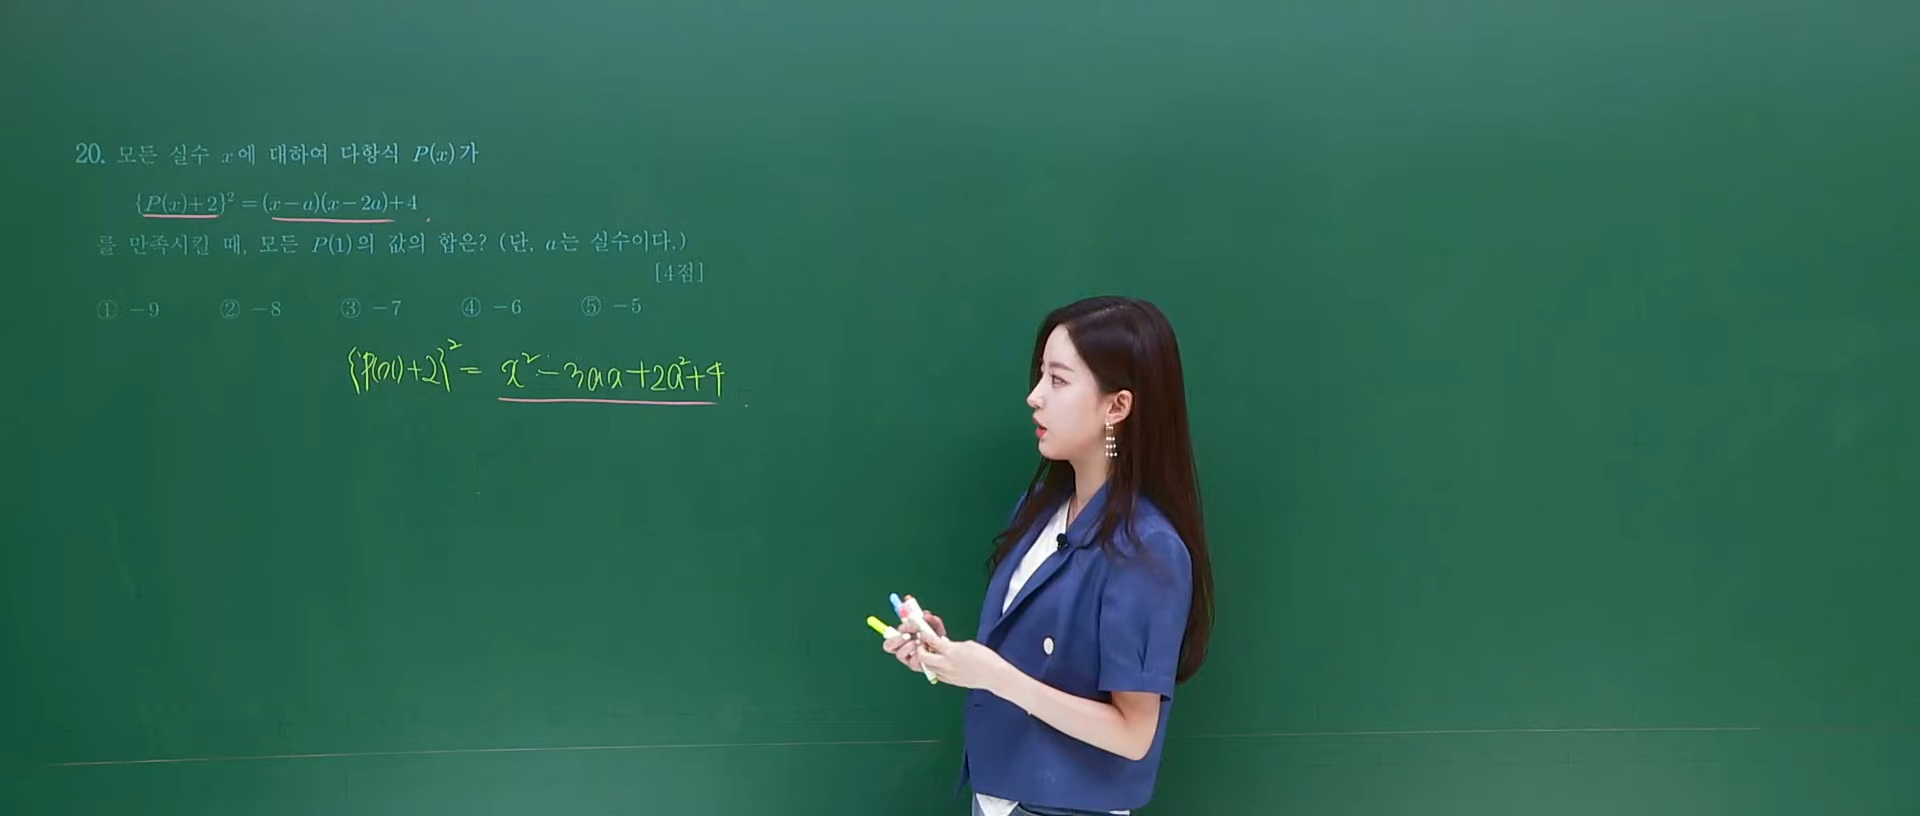 20. 모든 실수 x에 대하여 다항식 P(x)가
{P(x)+2}² = (x-a)(x-2a)+4
를 만족시킬 때, 모든 P(1)의 값의 합은? (단, a는 실수이다.)
[4점]
① -9 ② -8 ③ -7 ④ -6 ⑤ -5
{P(x)+2}² = x²-3ax+2a²+4